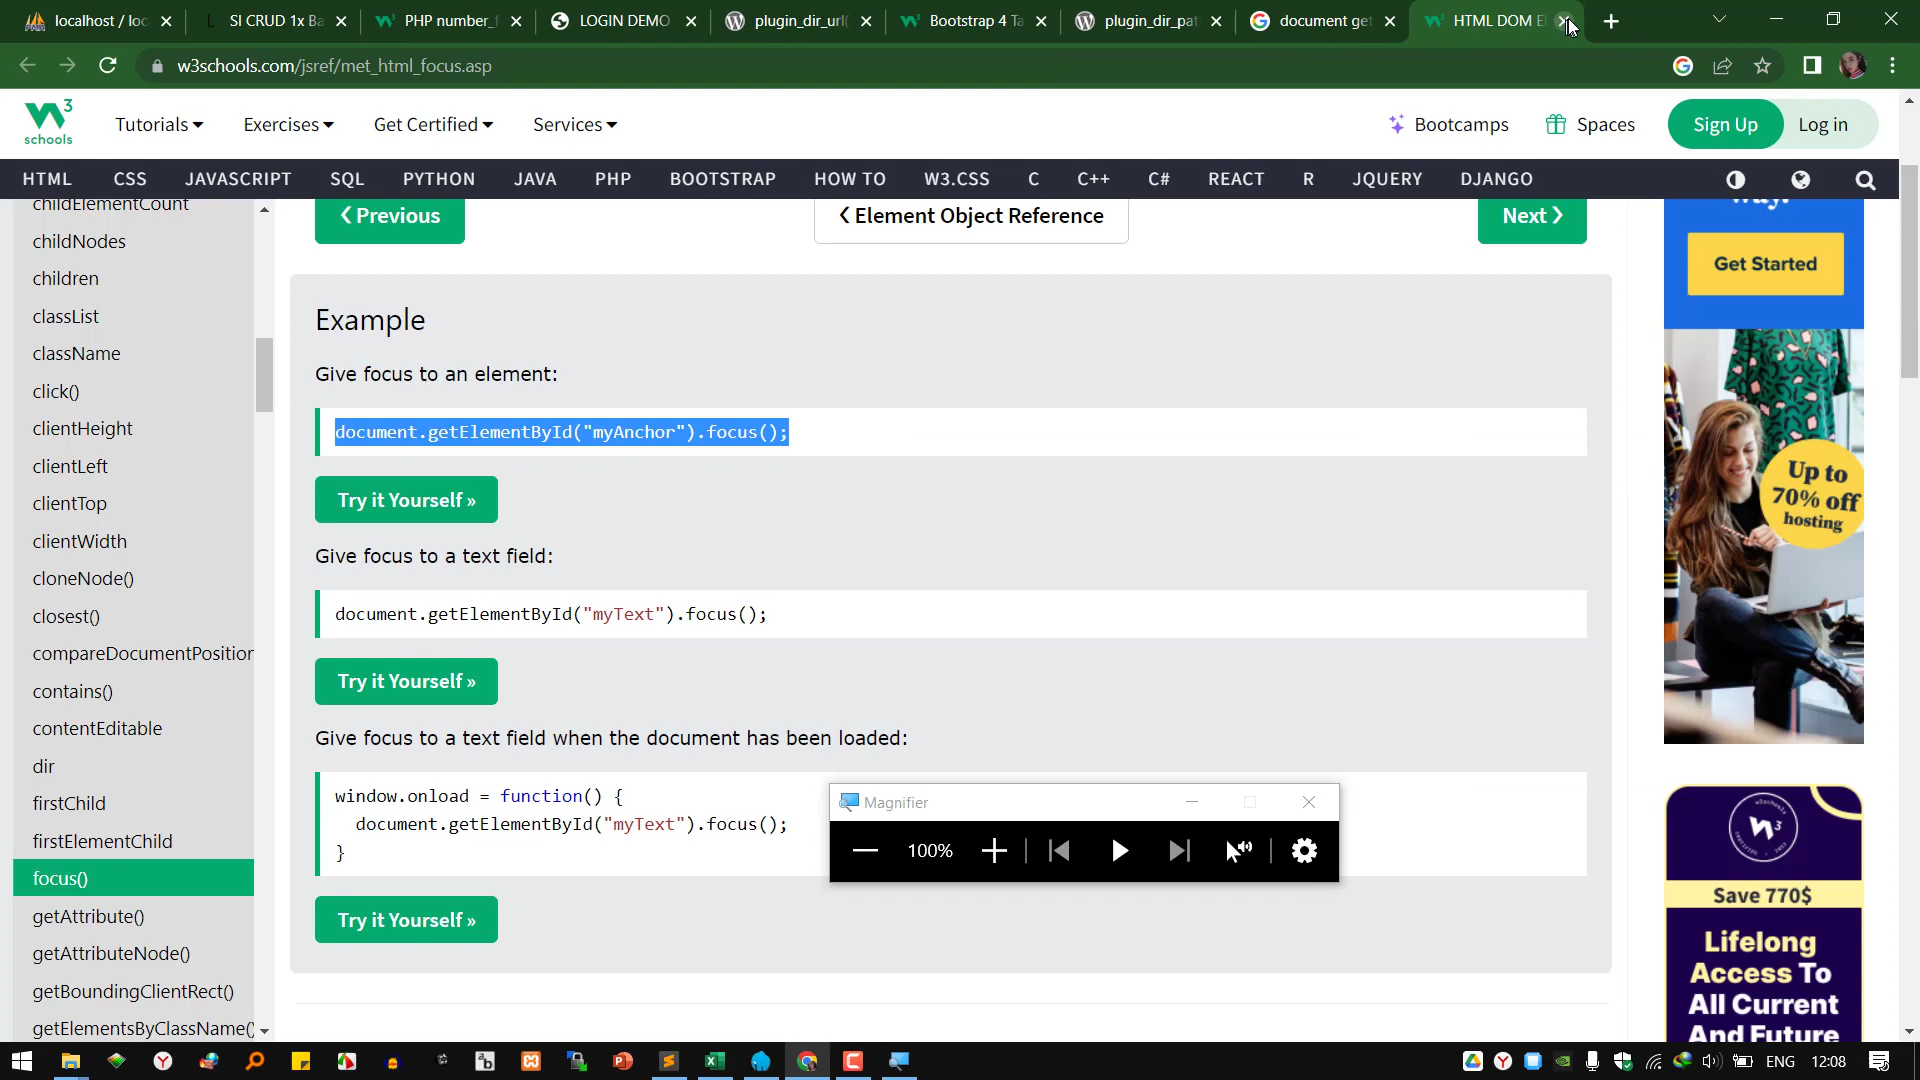 localhost / loc
SI CRUD 1x Ba
PHP number_f
LOGIN DEMO
plugin_dir_url(
Bootstrap 4 Ta
plugin_dir_pat
document get
HTML DOM El
w3schools.com/jsref/met_html_focus.asp
3
schools
Tutorials
Exercises
Get Certified
Services
Bootcamps
Spaces
Sign Up
Log in
HTML
CSS
JAVASCRIPT
SQL
PYTHON
JAVA
PHP
BOOTSTRAP
HOW TO
W3.CSS
C
C++
C#
REACT
R
JQUERY
DJANGO
childElementCount
childNodes
children
classList
className
click()
clientHeight
clientLeft
clientTop
clientWidth
cloneNode()
closest()
compareDocumentPosition
contains()
contentEditable
dir
firstChild
firstElementChild
focus()
getAttribute()
getAttributeNode()
getBoundingClientRect()
getElementsByClassName()
❮ Previous
❮ Element Object Reference
Next ❯
Example
Give focus to an element:
document.getElementById("myAnchor").focus();
Try it Yourself »
Give focus to a text field:
document.getElementById("myText").focus();
Try it Yourself »
Give focus to a text field when the document has been loaded:
window.onload = function() {
document.getElementById("myText").focus();
}
Try it Yourself »
Magnifier
100%
way.
Get Started
Up to
70% off
hosting
Save 770$
Lifelong
Access To
All Current
And Future
ENG
12:08